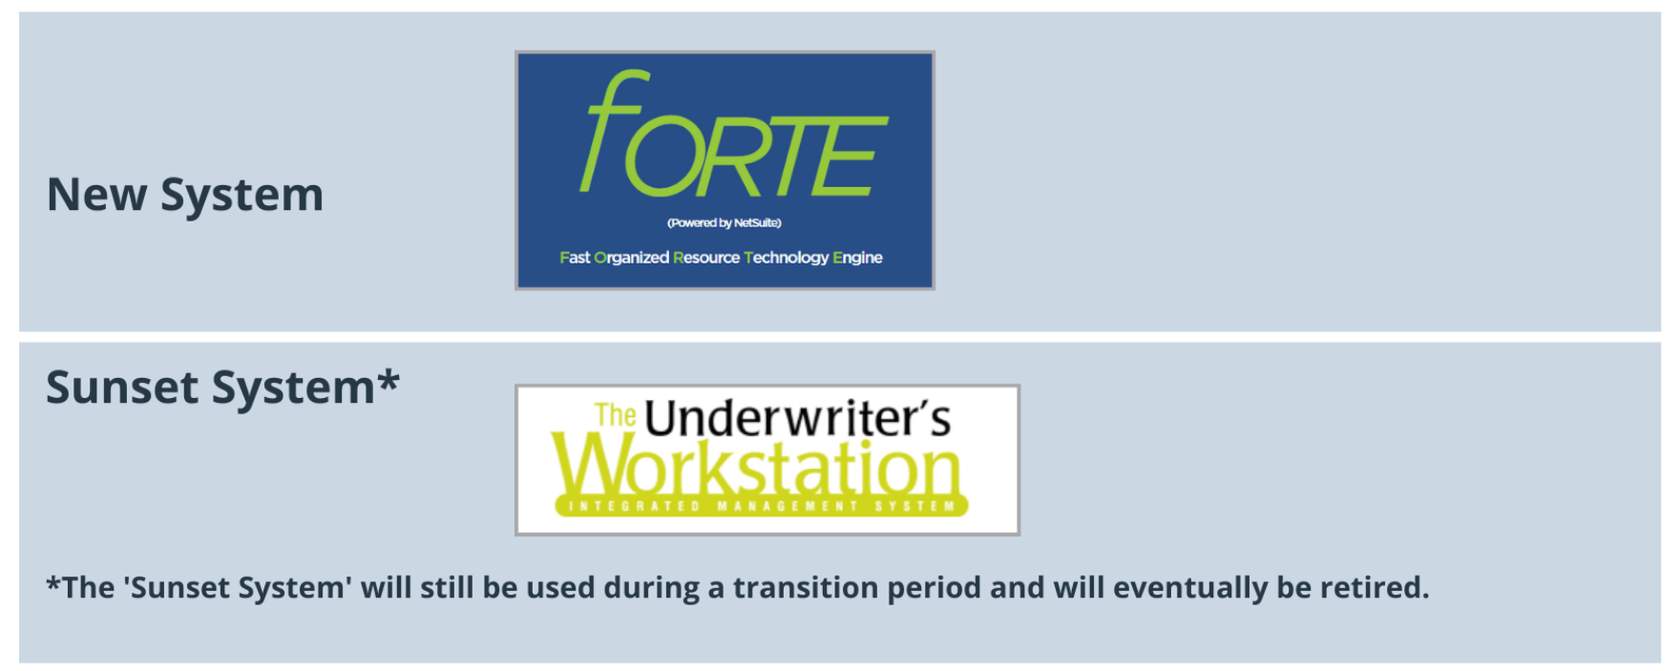 New System
fORTE
(Powered by NetSuite)
Fast Organized Resource Technology Engine
Sunset System*
The Underwriter's
Workstation
INTEGRATED MANAGEMENT SYSTEM
*The 'Sunset System' will still be used during a transition period and will eventually be retired.